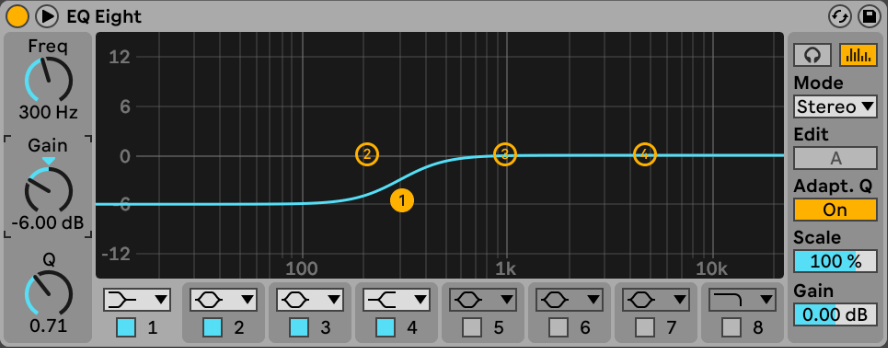 EQ Eight
Freq
300 Hz
Gain
-6.00 dB
Q
0.71
12
6
0
-6
-12
100
1k
10k
2
3
4
1
1
2
3
4
5
6
7
8
Mode
Stereo
Edit
A
Adapt. Q
On
Scale
100 %
Gain
0.00 dB